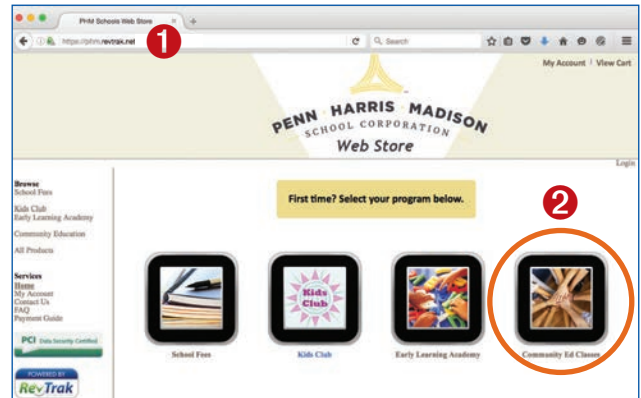 PHM Schools Web Store
https://phm.revtrak.net
1
Search
My Account | View Cart
PENN HARRIS MADISON
SCHOOL CORPORATION
Web Store
Login
Browse
School Fees
Kids Club
Early Learning Academy
Community Education
All Products
Services
Home
My Account
Contact Us
FAQ
Payment Guide
PCI Data Security Certified
POWERED BY
RevTrak
First time? Select your program below.
2
Kids
Club
School Fees
Kids Club
Early Learning Academy
Community Ed Classes